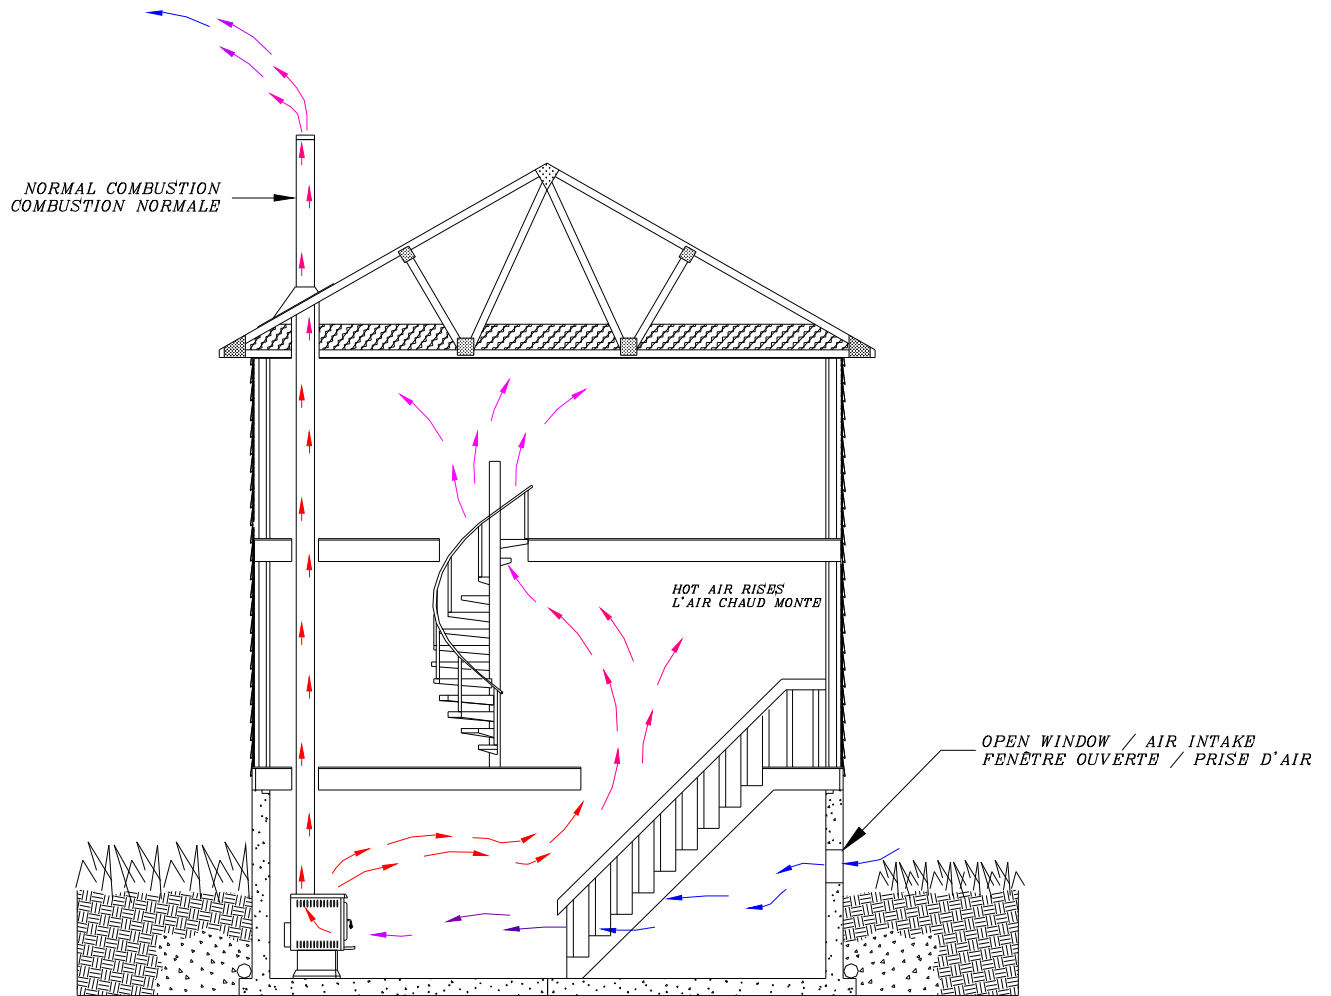 NORMAL COMBUSTION
COMBUSTION NORMALE
HOT AIR RISES
L'AIR CHAUD MONTE
OPEN WINDOW / AIR INTAKE
FENÊTRE OUVERTE / PRISE D'AIR